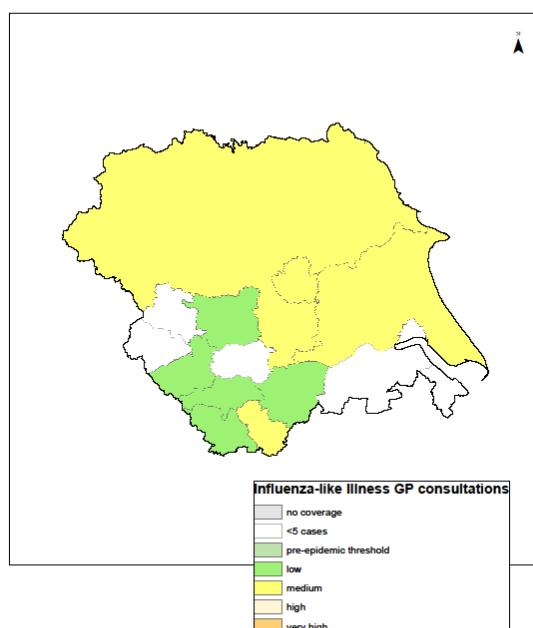 N
Influenza-like Illness GP consultations
no coverage
<5 cases
pre-epidemic threshold
low
medium
high
very high